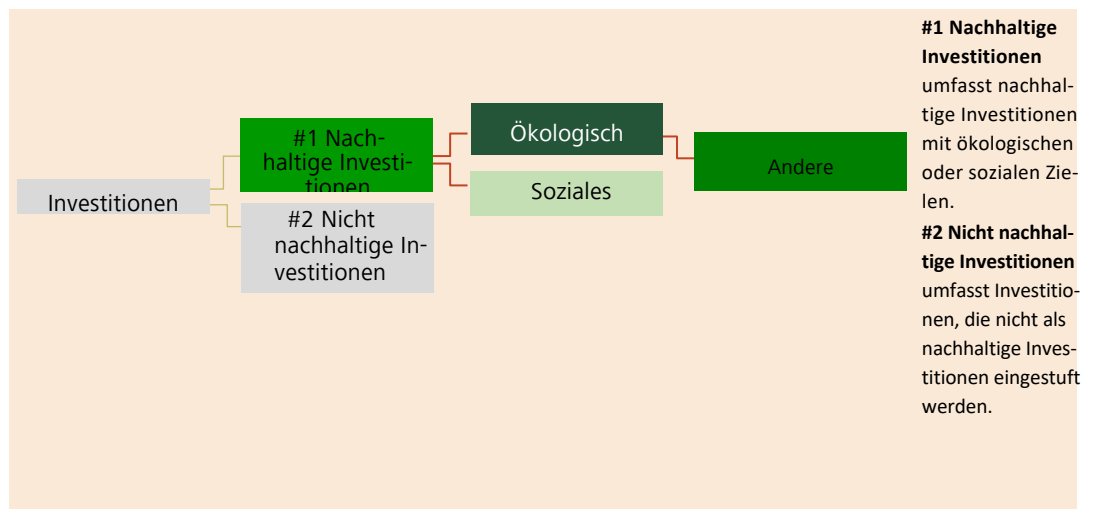 Investitionen
#1 Nach-
haltige Investi-
tionen
#2 Nicht
nachhaltige In-
vestitionen
Ökologisch
Soziales
Andere
#1 Nachhaltige
Investitionen
umfasst nachhal-
tige Investitionen
mit ökologischen
oder sozialen Zie-
len.
#2 Nicht nachhal-
tige Investitionen
umfasst Investitio-
nen, die nicht als
nachhaltige Inves-
titionen eingestuft
werden.